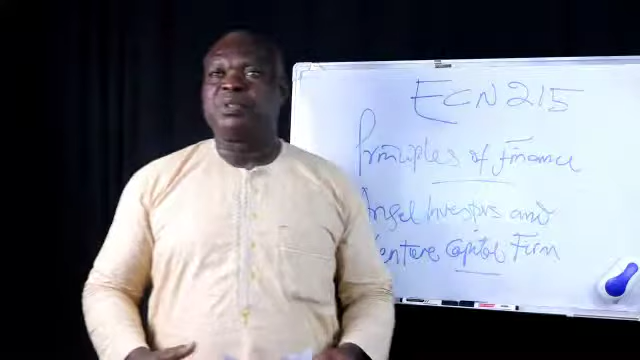 ECN 215
Principles of finance
Angel Investors and
Venture Capital Firm